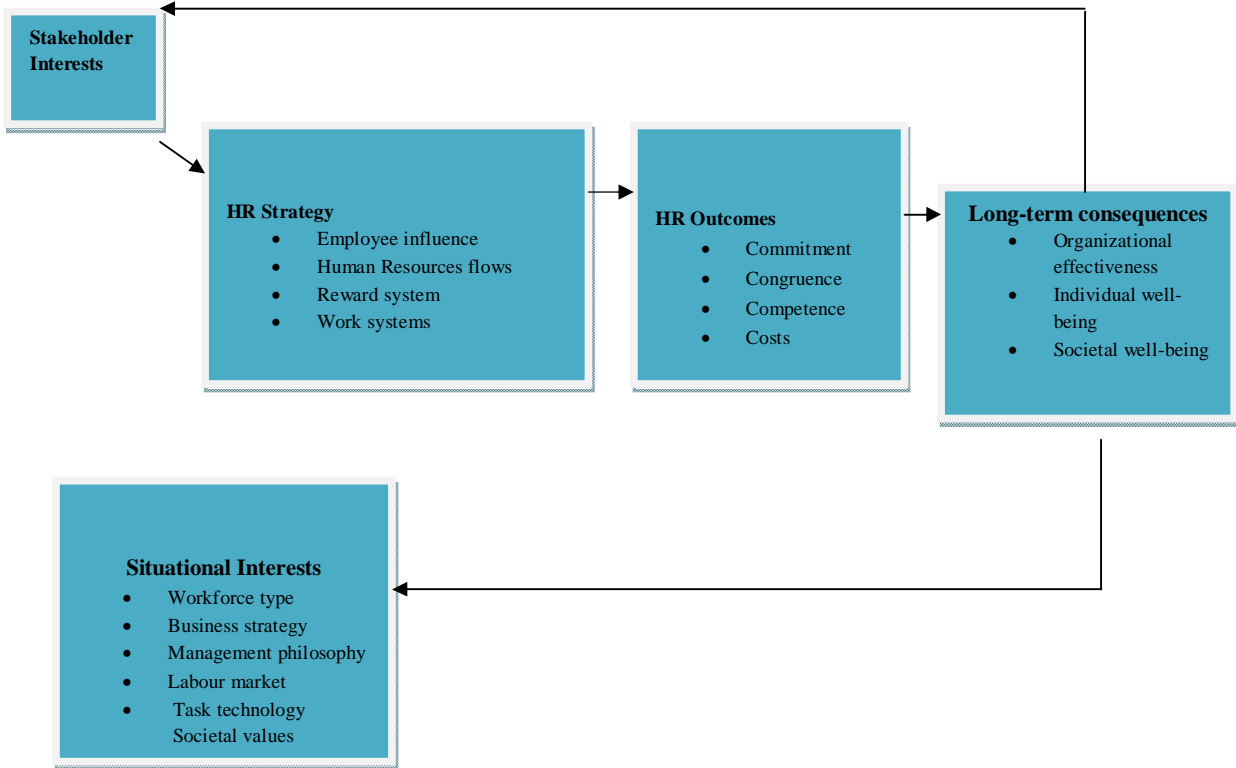 Stakeholder
Interests
HR Strategy
• Employee influence
• Human Resources flows
• Reward system
• Work systems
HR Outcomes
• Commitment
• Congruence
• Competence
• Costs
Long-term consequences
• Organizational
effectiveness
• Individual well-
being
• Societal well-being
Situational Interests
• Workforce type
• Business strategy
• Management philosophy
• Labour market
• Task technology
Societal values